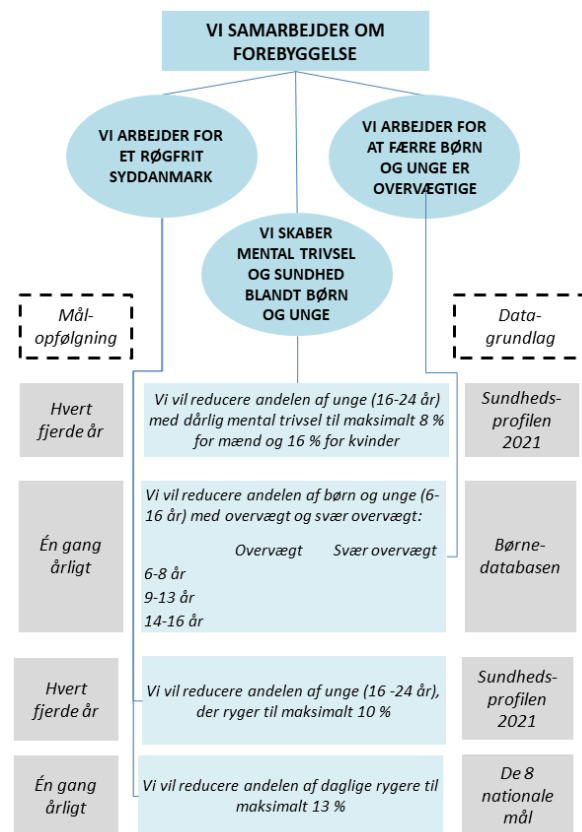 VI SAMARBEJDER OM
FOREBYGGELSE
VI ARBEJDER FOR
ET RØGFRIT
SYDDANMARK
VI ARBEJDER FOR
AT FÆRRE BØRN
OG UNGE ER
OVERVÆGTIGE
VI SKABER
MENTAL TRIVSEL
OG SUNDHED
BLANDT BØRN
OG UNGE
Mål-
opfølgning
Data-
grundlag
Hvert
fjerde år
Vi vil reducere andelen af unge (16-24 år)
med dårlig mental trivsel til maksimalt 8 %
for mænd og 16 % for kvinder
Sundheds-
profilen
2021
Én gang
årligt
Vi vil reducere andelen af børn og unge (6-
16 år) med overvægt og svær overvægt:
Overvægt Svær overvægt
6-8 år
9-13 år
14-16 år
Børne-
databasen
Hvert
fjerde år
Vi vil reducere andelen af unge (16 -24 år),
der ryger til maksimalt 10 %
Sundheds-
profilen
2021
Én gang
årligt
Vi vil reducere andelen af daglige rygere til
maksimalt 13 %
De 8
nationale
mål